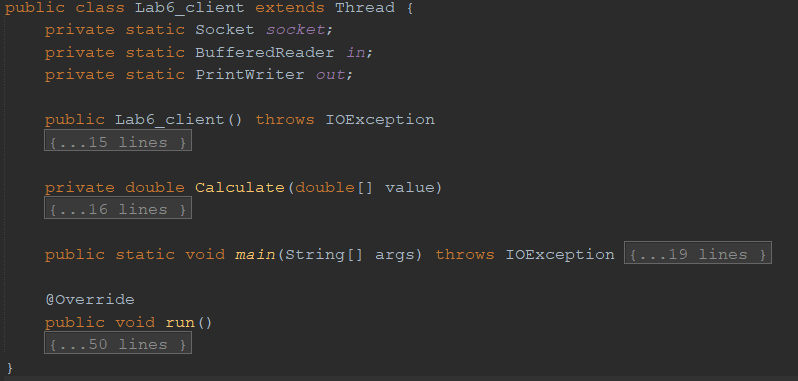 public class Lab6_client extends Thread {
private static Socket socket;
private static BufferedReader in;
private static PrintWriter out;
public Lab6_client() throws IOException
{...15 lines }
private double Calculate(double[] value)
{...16 lines }
public static void main(String[] args) throws IOException {...19 lines }
@Override
public void run()
{...50 lines }
}